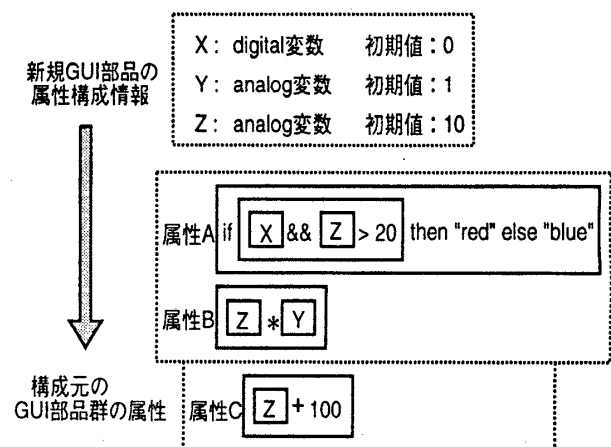 新規GUI部品の
属性構成情報
X： digital変数 初期値：0
Y： analog変数 初期値：1
Z： analog変数 初期値：10
属性A if X && Z > 20 then "red" else "blue"
属性B Z * Y
構成元の
GUI部品群の属性
属性C Z + 100